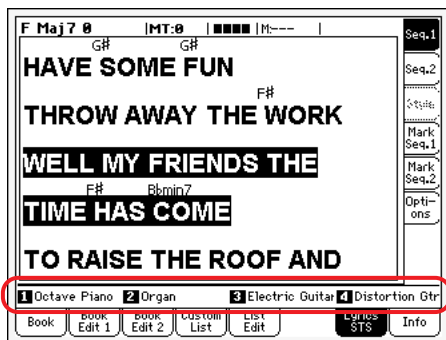 F Maj7 0 |MT:0 | |M:--- |
G# G#
HAVE SOME FUN
F#
THROW AWAY THE WORK
WELL MY FRIENDS THE
F# Bbmin7
TIME HAS COME
TO RAISE THE ROOF AND
1 Octave Piano 2 Organ 3 Electric Guitar 4 Distortion Gtr
Book
Book Edit 1
Book Edit 2
Custom List
List Edit
Lyrics STS
Info
Seq.1
Seq.2
Style
Mark
Seq.1
Mark
Seq.2
Opti-
ons